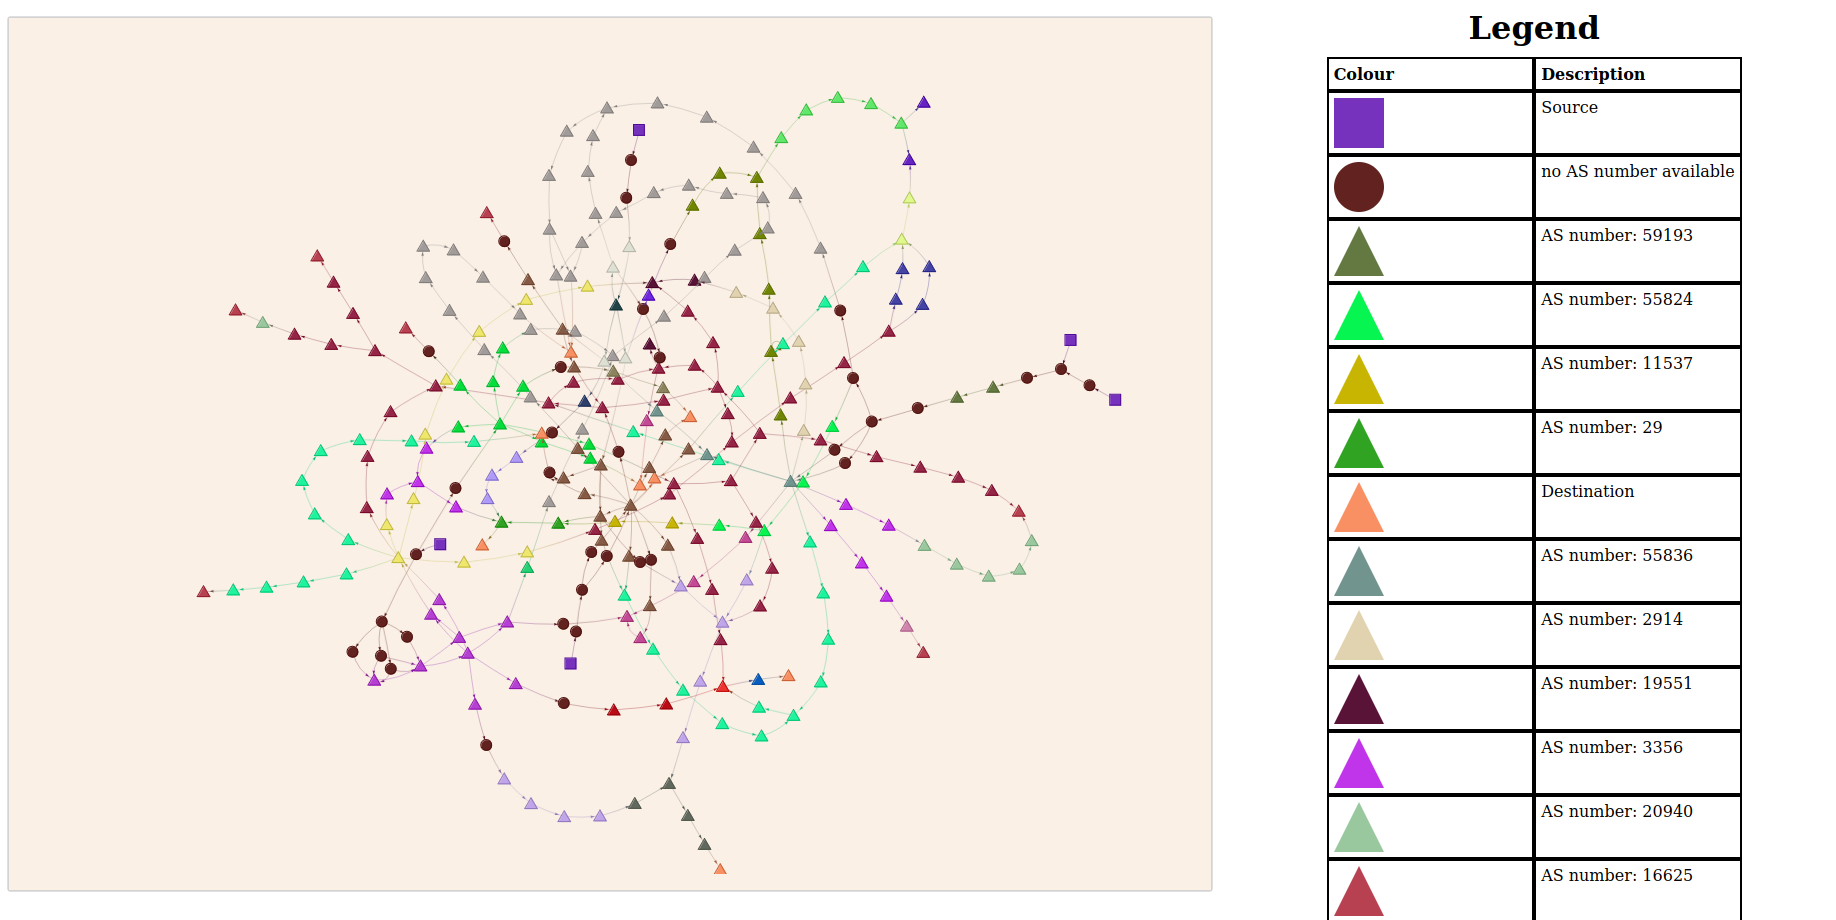 Legend
Colour Description
Source
no AS number available
AS number: 59193
AS number: 55824
AS number: 11537
AS number: 29
Destination
AS number: 55836
AS number: 2914
AS number: 19551
AS number: 3356
AS number: 20940
AS number: 16625